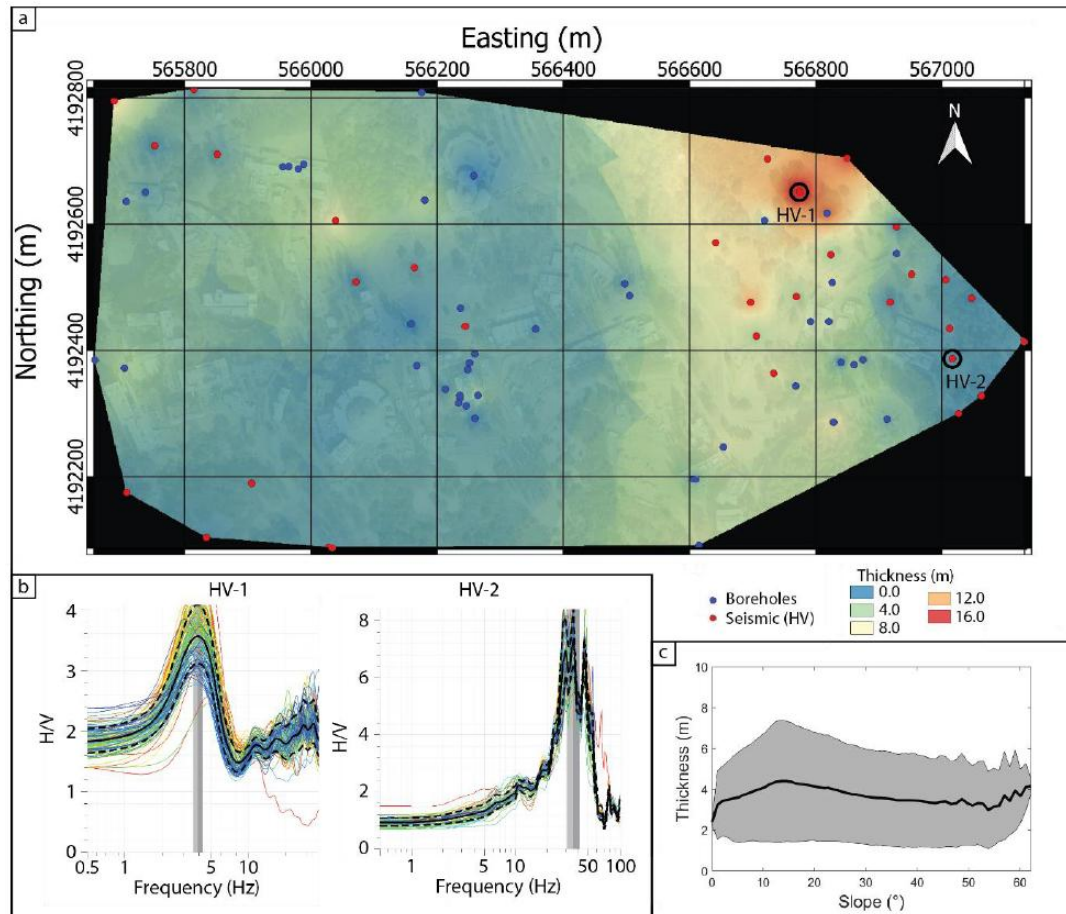 a
Easting (m)
565800 566000 566200 566400 566600 566800 567000
Northing (m)
4192800
4192600
4192400
4192200
N
HV-1
HV-2
b
HV-1
HV-2
H/V
4
3
2
1
0
0.5 1 5 10
Frequency (Hz)
H/V
8
6
4
2
0
1 5 10 50 100
Frequency (Hz)
Boreholes
Seismic (HV)
Thickness (m)
0.0 12.0
4.0 16.0
8.0
c
Thickness (m)
10
8
6
4
2
0
0 10 20 30 40 50 60
Slope (°)